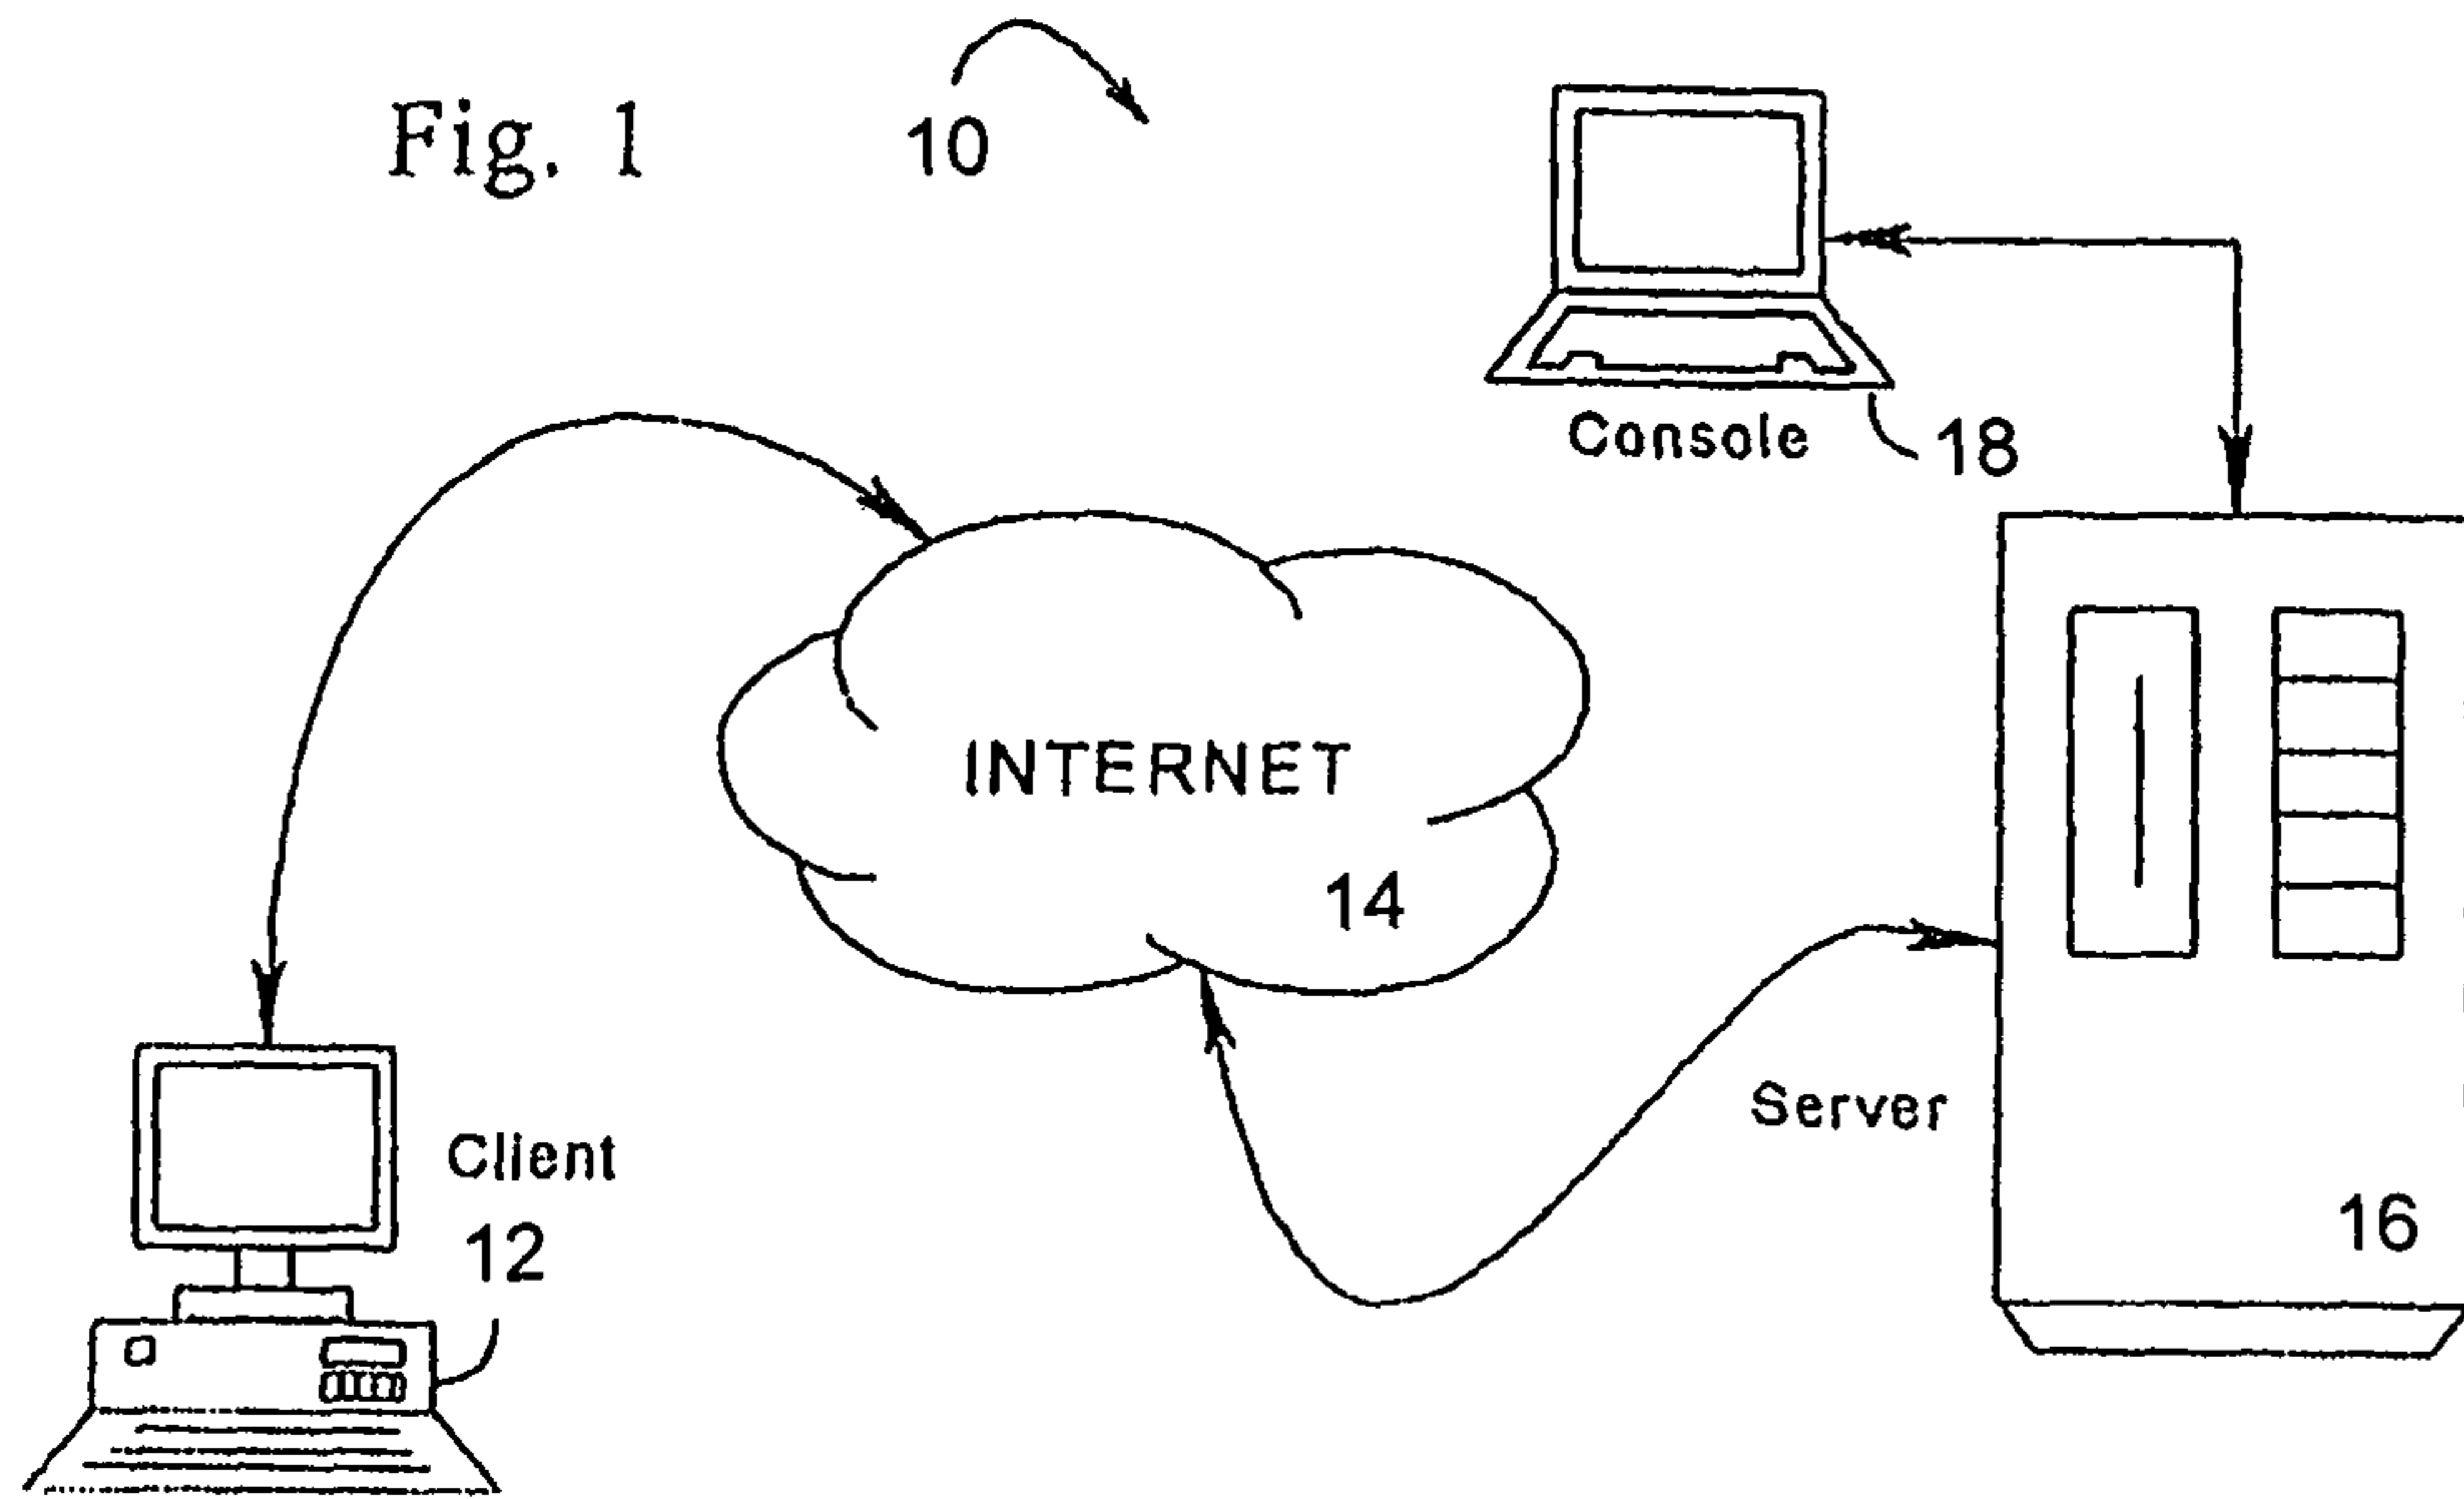 Fig. 1
10
Console
18
INTERNET
14
Server
Client
12
16